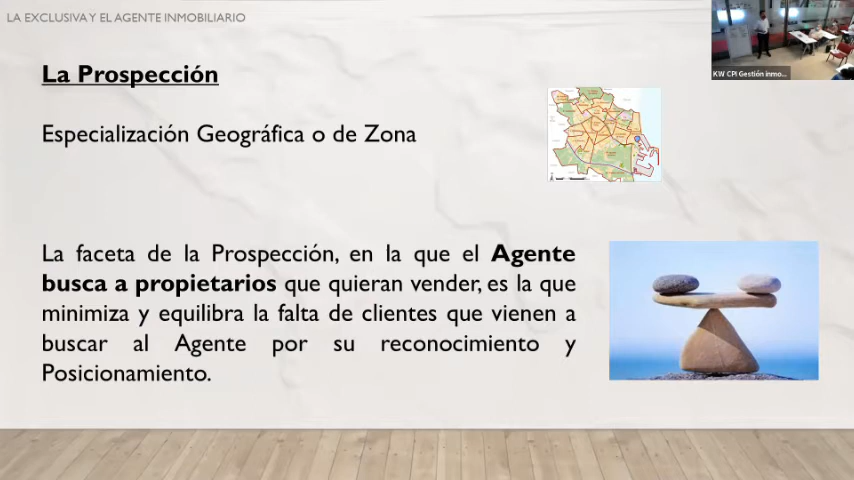 LA EXCLUSIVA Y EL AGENTE INMOBILIARIO
KW CPI Gestión inmo...
La Prospección
Especialización Geográfica o de Zona
La faceta de la Prospección, en la que el Agente
busca a propietarios que quieran vender, es la que
minimiza y equilibra la falta de clientes que vienen a
buscar al Agente por su reconocimiento y
Posicionamiento.